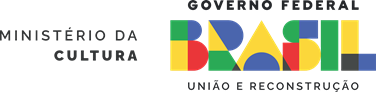 MINISTÉRIO DA
CULTURA
GOVERNO FEDERAL
BRASIL
UNIÃO E RECONSTRUÇÃO